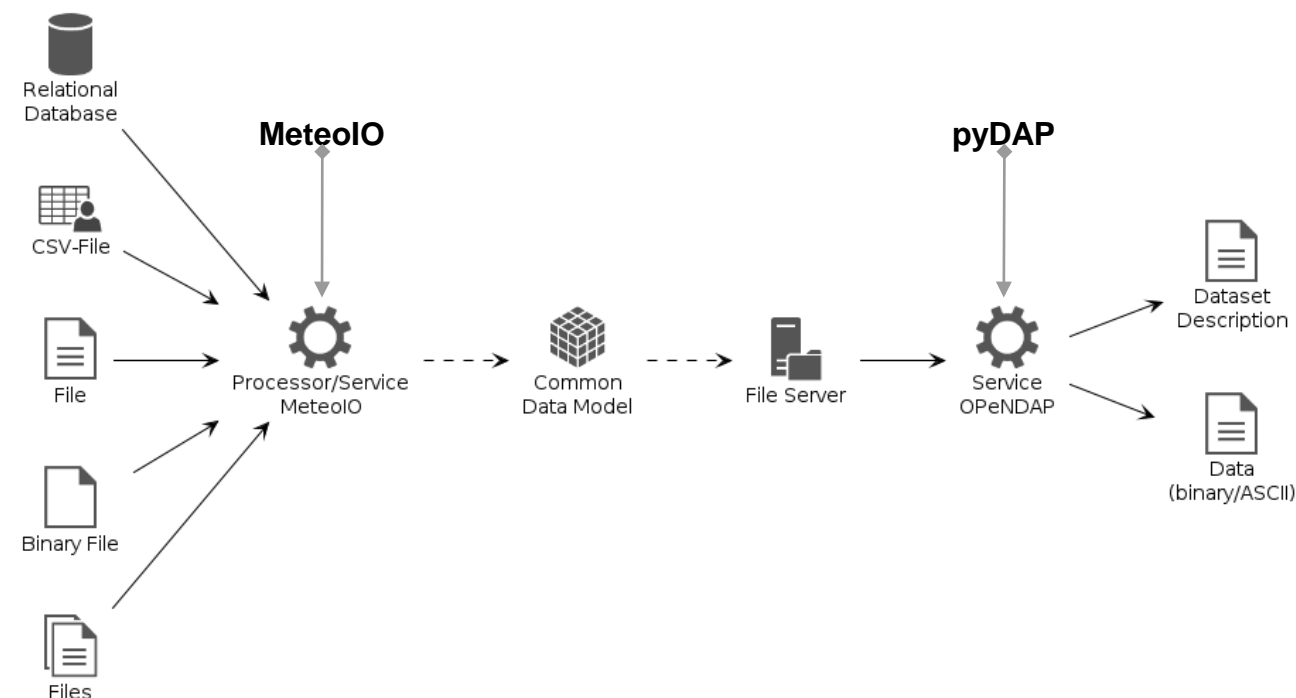 Relational
Database
MeteoIO
pyDAP
CSV-File
Dataset
Description
File
Processor/Service
MeteoIO
Common
Data Model
File Server
Service
OPeNDAP
Data
(binary/ASCII)
Binary File
Files